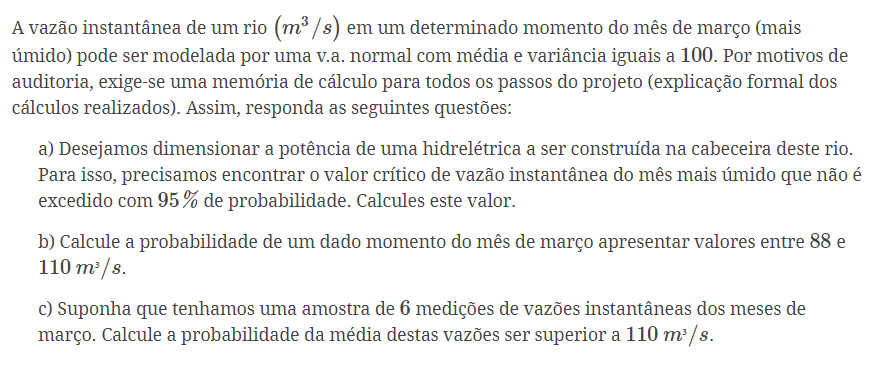 A vazão instantânea de um rio (m³/s) em um determinado momento do mês de março (mais
úmido) pode ser modelada por uma v.a. normal com média e variância iguais a 100. Por motivos de
auditoria, exige-se uma memória de cálculo para todos os passos do projeto (explicação formal dos
cálculos realizados). Assim, responda as seguintes questões:
a) Desejamos dimensionar a potência de uma hidrelétrica a ser construída na cabeceira deste rio.
Para isso, precisamos encontrar o valor crítico de vazão instantânea do mês mais úmido que não é
excedido com 95% de probabilidade. Calcules este valor.
b) Calcule a probabilidade de um dado momento do mês de março apresentar valores entre 88 e
110 m³/s.
c) Suponha que tenhamos uma amostra de 6 medições de vazões instantâneas dos meses de
março. Calcule a probabilidade da média destas vazões ser superior a 110 m³/s.